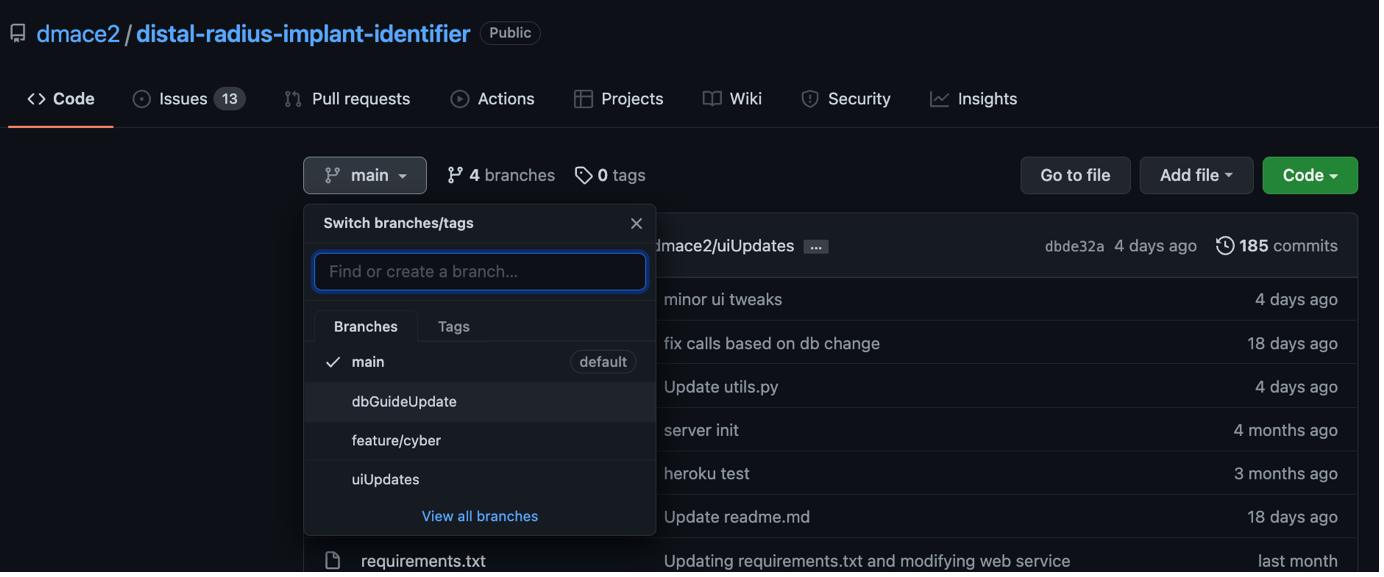 dmace2 / distal-radius-implant-identifier Public
Code Issues 13 Pull requests Actions Projects Wiki Security Insights
main 4 branches 0 tags Go to file Add file Code
Switch branches/tags
dmace2/uiUpdates ... dbde32a 4 days ago 185 commits
Find or create a branch...
minor ui tweaks 4 days ago
Branches Tags
fix calls based on db change 18 days ago
main default
Update utils.py 4 days ago
dbGuideUpdate
server init 4 months ago
feature/cyber
heroku test 3 months ago
uiUpdates
View all branches
Update readme.md 18 days ago
requirements.txt Updating requirements.txt and modifying web service last month